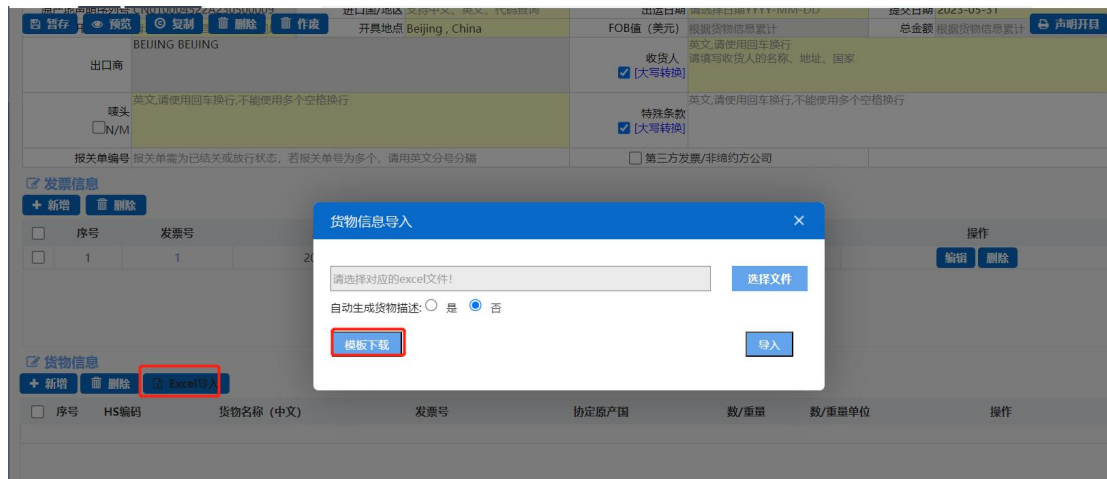 进口国/地区 支持中文、英文、代码查询 出运日期 请选择日期YYYY-MM-DD 提交日期 2023-05-31
暂存 预览 复制 删除 作废 开具地点 Beijing , China FOB值（美元） 根据货物信息累计 总金额 根据货物信息累计 声明开具
BEIJING BEIJING
出口商
收货人
[大写转换]
英文,请使用回车换行
请填写收货人的名称、地址、国家
唛头
N/M
英文,请使用回车换行,不能使用多个空格换行
特殊条款
[大写转换]
英文,请使用回车换行,不能使用多个空格换行
报关单编号 报关单需为已结关或放行状态，若报关单号为多个，请用英文分号分隔 第三方发票/非缔约方公司
发票信息
新增 删除
序号 发票号 操作
1 1 20 编辑 删除
货物信息导入 ×
请选择对应的excel文件! 选择文件
自动生成货物描述: 是 否
模板下载 导入
货物信息
新增 删除 Excel导入
序号 HS编码 货物名称（中文） 发票号 协定原产国 数/重量 数/重量单位 操作